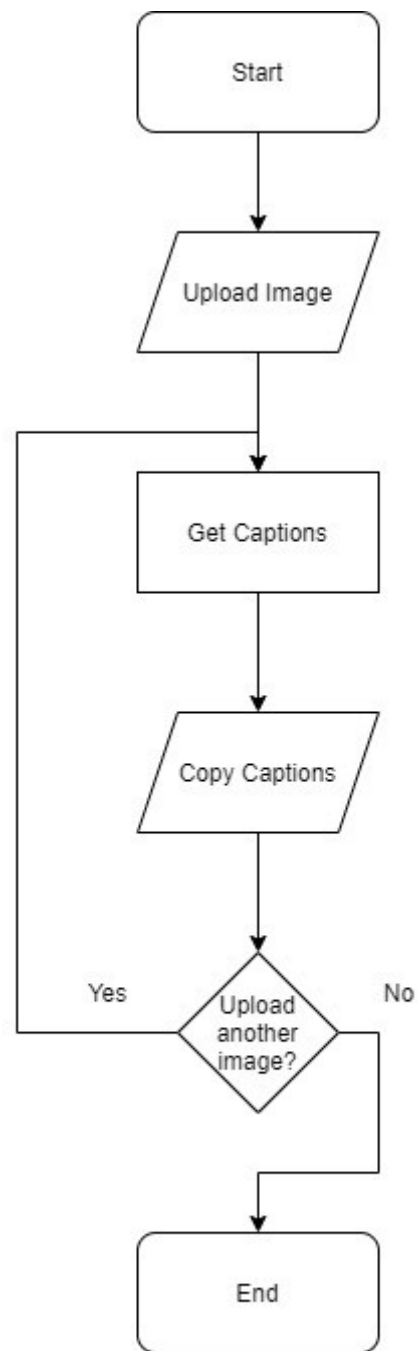 Start
Upload Image
Get Captions
Copy Captions
Yes
No
Upload
another
image?
End